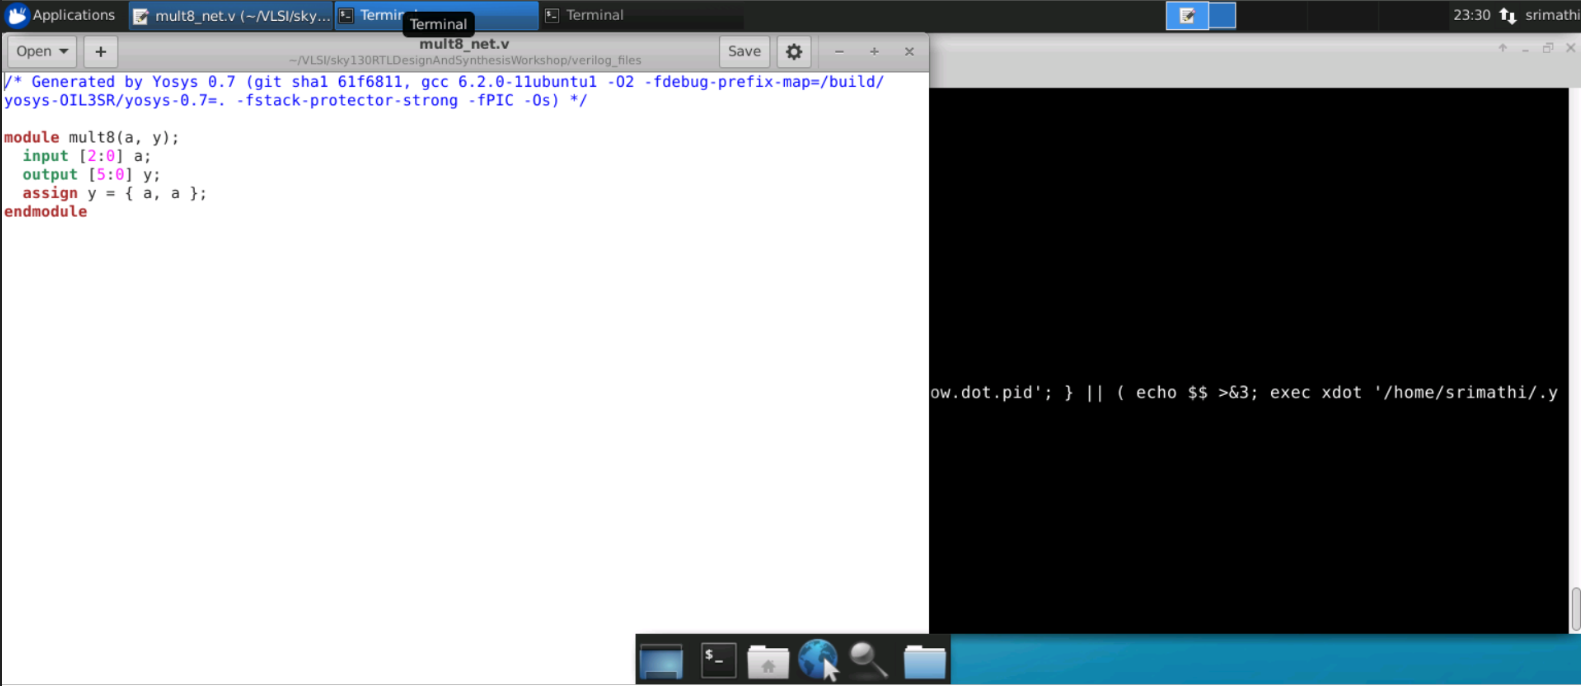 Applications
mult8_net.v (~/VLSI/sky...
Termin
Terminal
Terminal
23:30
srimathi
Open
+
mult8_net.v
~/VLSI/sky130RTLDesignAndSynthesisWorkshop/verilog_files
Save
/* Generated by Yosys 0.7 (git sha1 61f6811, gcc 6.2.0-11ubuntu1 -O2 -fdebug-prefix-map=/build/
yosys-OIL3SR/yosys-0.7=. -fstack-protector-strong -fPIC -Os) */
module mult8(a, y);
input [2:0] a;
output [5:0] y;
assign y = { a, a };
endmodule
ow.dot.pid'; } || ( echo $$ >&3; exec xdot '/home/srimathi/.y
$_